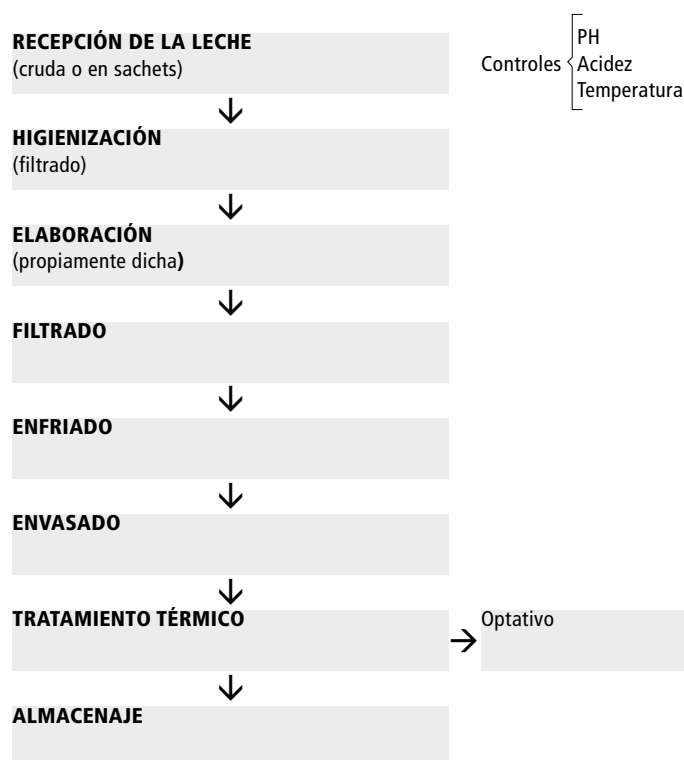 RECEPCIÓN DE LA LECHE
(cruda o en sachets)
Controles
PH
Acidez
Temperatura
HIGIENIZACIÓN
(filtrado)
ELABORACIÓN
(propiamente dicha)
FILTRADO
ENFRIADO
ENVASADO
TRATAMIENTO TÉRMICO
Optativo
ALMACENAJE